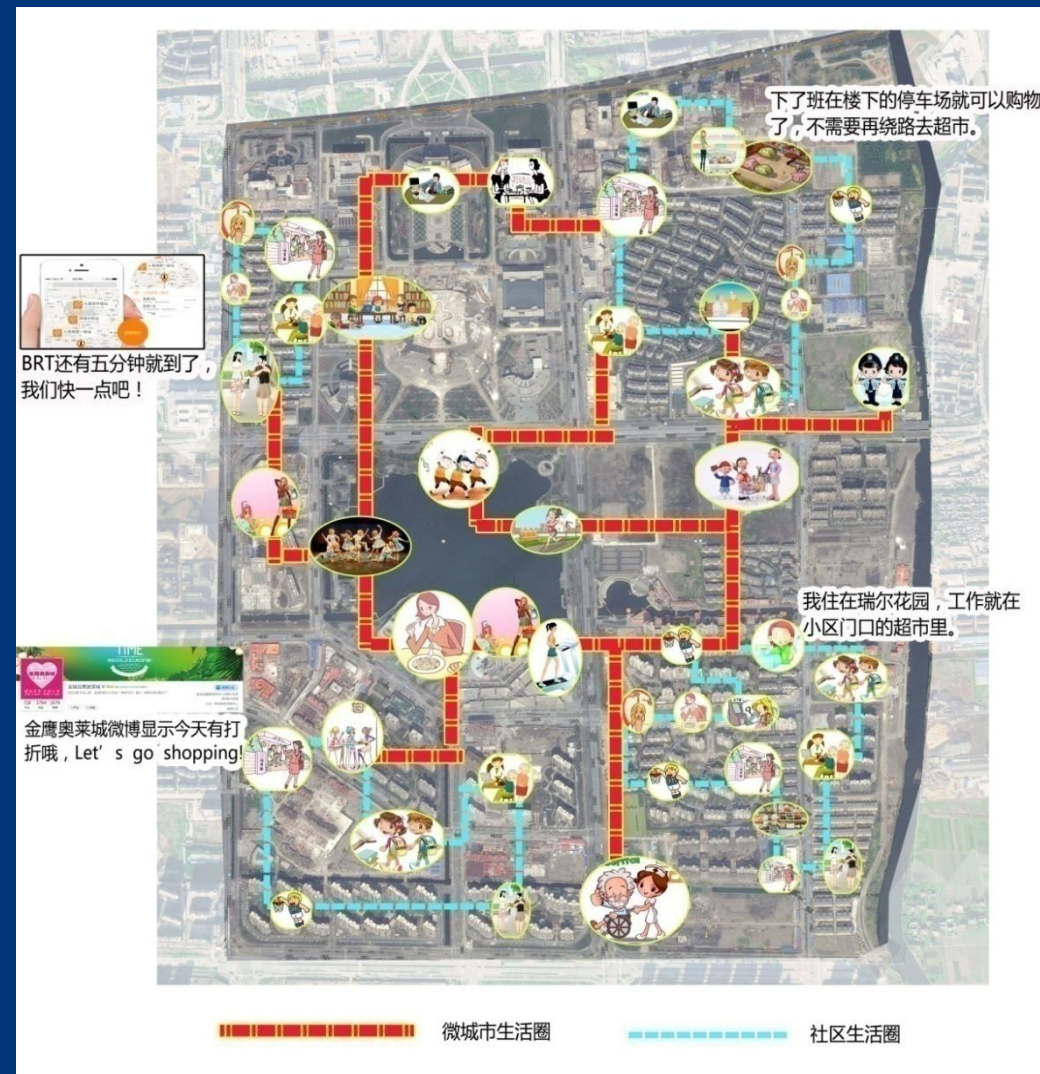 下了班在楼下的停车场就可以购物
了，不需要再绕路去超市。
BRT还有五分钟就到了，
我们快一点吧！
我住在瑞尔花园，工作就在
小区门口的超市里。
TIME
HOLIDAYS
金鹰奥莱城微博显示今天有打
折哦，Let's go shopping!
微城市生活圈
社区生活圈